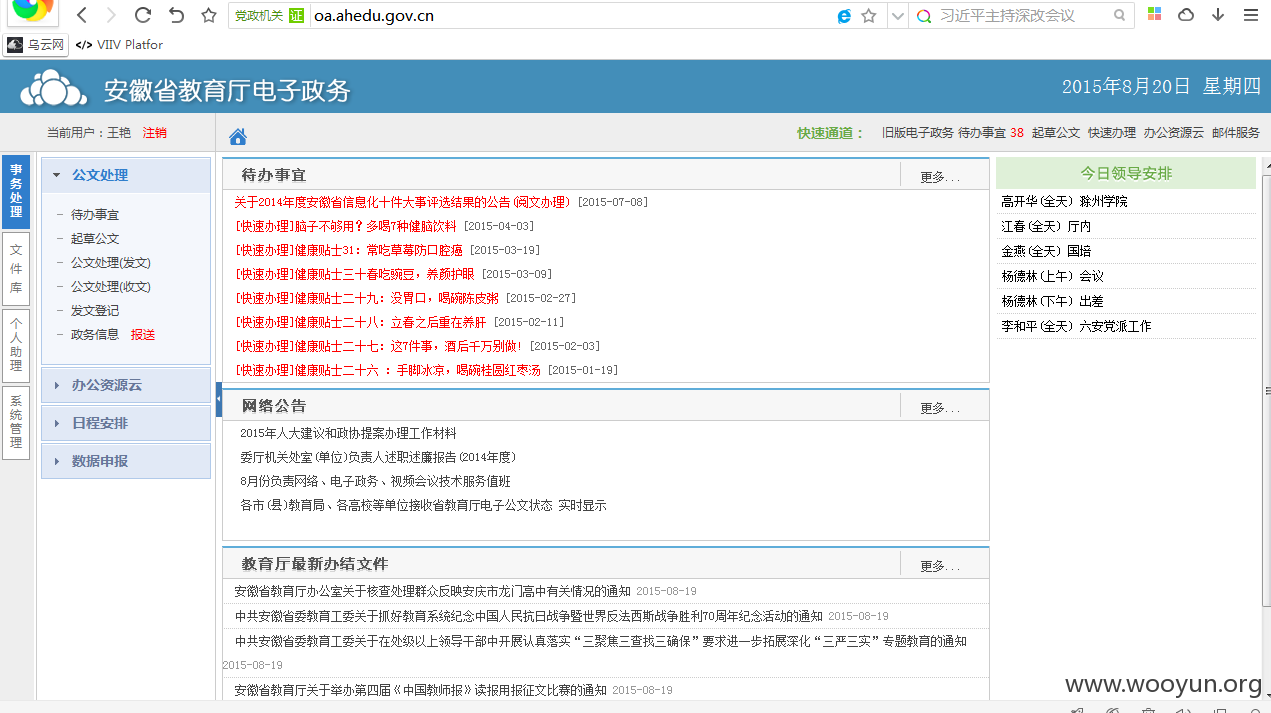 党政机关 证 oa.ahedu.gov.cn 习近平主持深改会议
乌云网 </> VIIV Platfor
安徽省教育厅电子政务 2015年8月20日 星期四
当前用户：王艳 注销 快速通道： 旧版电子政务 待办事宜 38 起草公文 快速办理 办公资源云 邮件服务
事务处理
文件库
个人助理
系统管理
公文处理
待办事宜
起草公文
公文处理(发文)
公文处理(收文)
发文登记
政务信息 报送
办公资源云
日程安排
数据申报
待办事宜 更多...
关于2014年度安徽省信息化十件大事评选结果的公告(阅文办理) [2015-07-08]
[快速办理]脑子不够用？多喝7种健脑饮料 [2015-04-03]
[快速办理]健康贴士31：常吃草莓防口腔癌 [2015-03-19]
[快速办理]健康贴士三十春吃豌豆，养颜护眼 [2015-03-09]
[快速办理]健康贴士二十九：没胃口，喝碗陈皮粥 [2015-02-27]
[快速办理]健康贴士二十八：立春之后重在养肝 [2015-02-11]
[快速办理]健康贴士二十七：这7件事，酒后千万别做! [2015-02-03]
[快速办理]健康贴士二十六 ：手脚冰凉，喝碗桂圆红枣汤 [2015-01-19]
网络公告 更多...
2015年人大建议和政协提案办理工作材料
委厅机关处室(单位)负责人述职述廉报告(2014年度)
8月份负责网络、电子政务、视频会议技术服务值班
各市(县)教育局、各高校等单位接收省教育厅电子公文状态 实时显示
教育厅最新办结文件 更多...
安徽省教育厅办公室关于核查处理群众反映安庆市龙门高中有关情况的通知 2015-08-19
中共安徽省委教育工委关于抓好教育系统纪念中国人民抗日战争暨世界反法西斯战争胜利70周年纪念活动的通知 2015-08-19
中共安徽省委教育工委关于在处级以上领导干部中开展认真落实“三聚焦三查找三确保”要求进一步拓展深化“三严三实”专题教育的通知
2015-08-19
安徽省教育厅关于举办第四届《中国教师报》读报用报征文比赛的通知 2015-08-19
今日领导安排
高开华(全天) 滁州学院
江春(全天) 厅内
金燕(全天) 国培
杨德林(上午) 会议
杨德林(下午) 出差
李和平(全天) 六安党派工作
www.wooyun.org